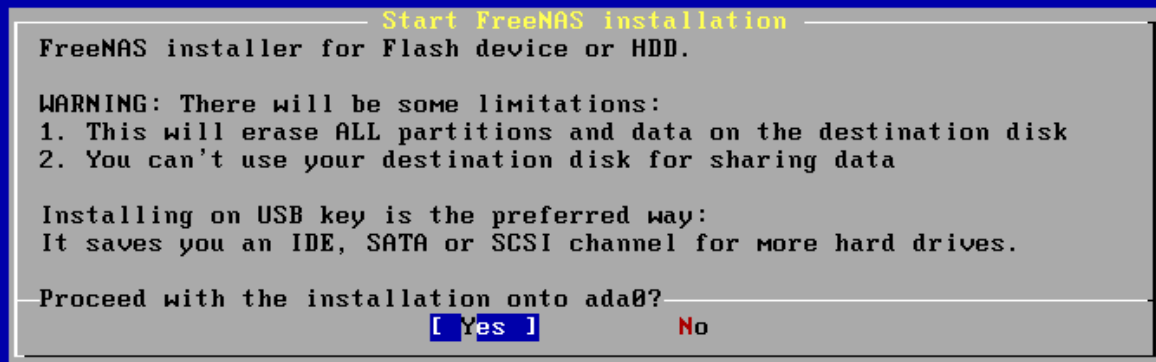 Start FreeNAS installation
FreeNAS installer for Flash device or HDD.
WARNING: There will be some limitations:
1. This will erase ALL partitions and data on the destination disk
2. You can't use your destination disk for sharing data
Installing on USB key is the preferred way:
It saves you an IDE, SATA or SCSI channel for more hard drives.
Proceed with the installation onto ada0?
[ Yes ] No